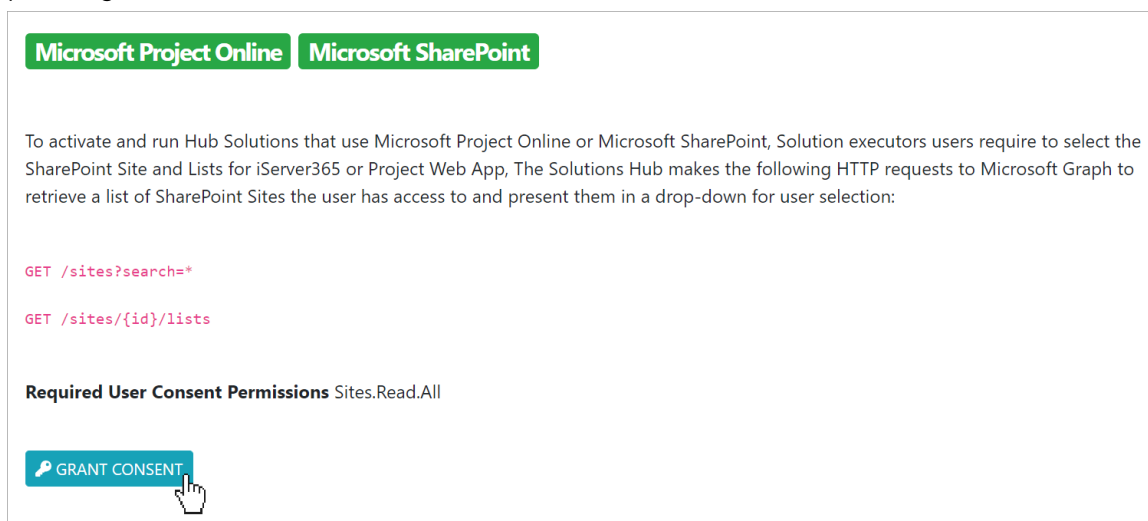 Microsoft Project Online Microsoft SharePoint
To activate and run Hub Solutions that use Microsoft Project Online or Microsoft SharePoint, Solution executors users require to select the
SharePoint Site and Lists for iServer365 or Project Web App, The Solutions Hub makes the following HTTP requests to Microsoft Graph to
retrieve a list of SharePoint Sites the user has access to and present them in a drop-down for user selection:
GET /sites?search=*
GET /sites/{id}/lists
Required User Consent Permissions Sites.Read.All
GRANT CONSENT